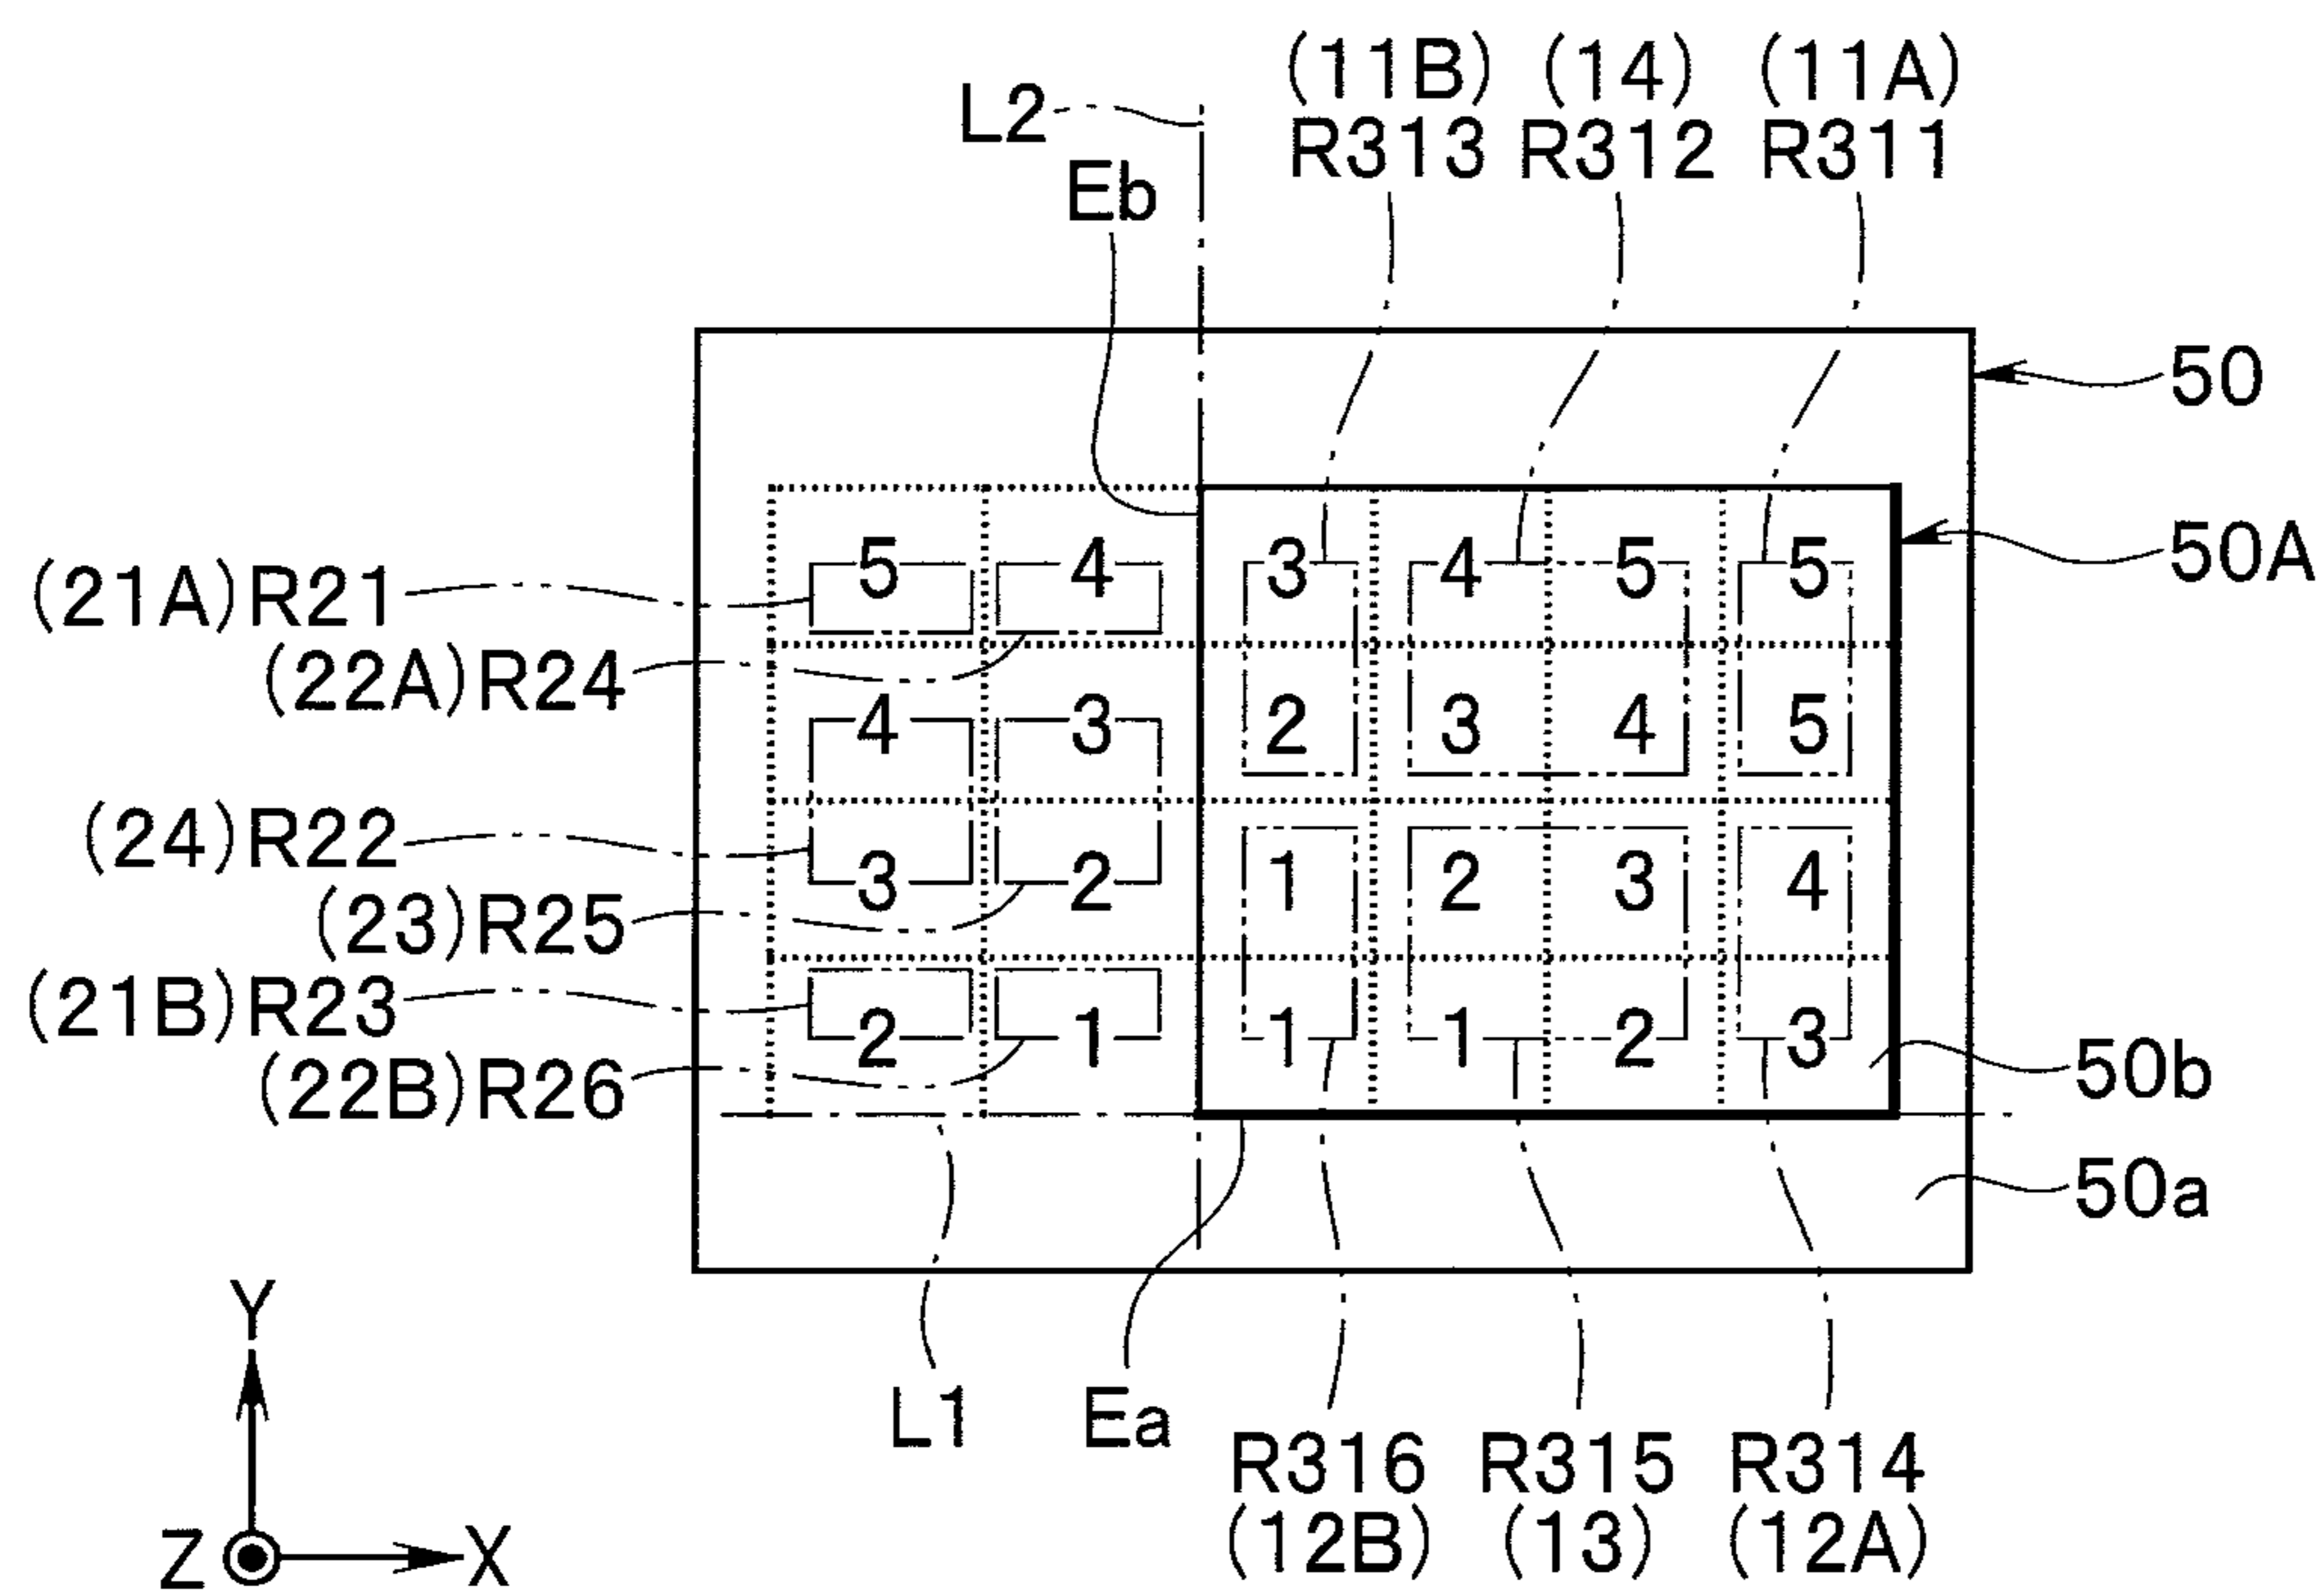 (11B) (14) (11A)
L2 R313 R312 R311
Eb
50
50A
5 4 3 4 5 5
(21A)R21
(22A)R24
4 3 2 3 4 5
(24)R22
3 2 1 2 3 4
(23)R25
(21B)R23
2 1 1 1 2 3
(22B)R26
50b
50a
L1 Ea
R316 R315 R314
(12B) (13) (12A)
Y
Z X